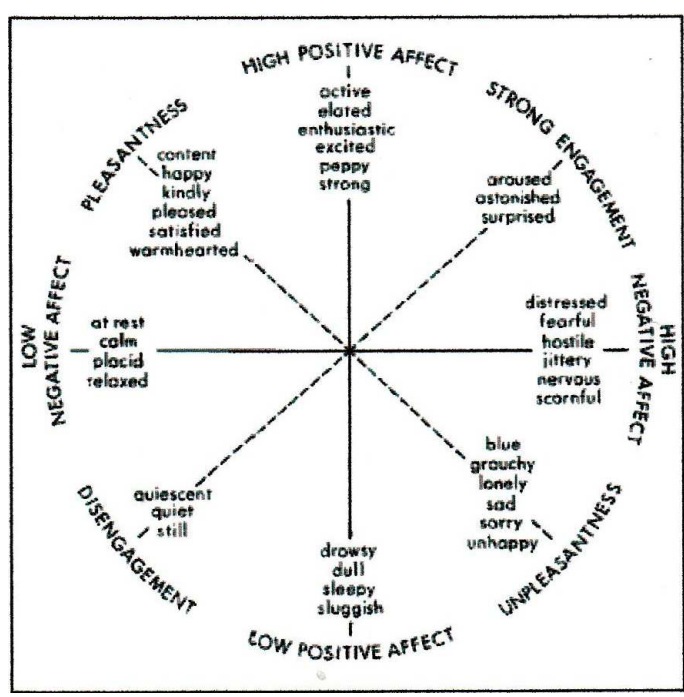 HIGH POSITIVE AFFECT
active
elated
enthusiastic
excited
peppy
strong
STRONG ENGAGEMENT
aroused
astonished
surprised
HIGH
NEGATIVE AFFECT
distressed
fearful
hostile
jittery
nervous
scornful
UNPLEASANTNESS
blue
grouchy
lonely
sad
sorry
unhappy
LOW POSITIVE AFFECT
drowsy
dull
sleepy
sluggish
DISENGAGEMENT
quiescent
quiet
still
LOW
NEGATIVE AFFECT
at rest
calm
placid
relaxed
PLEASANTNESS
content
happy
kindly
pleased
satisfied
warmhearted